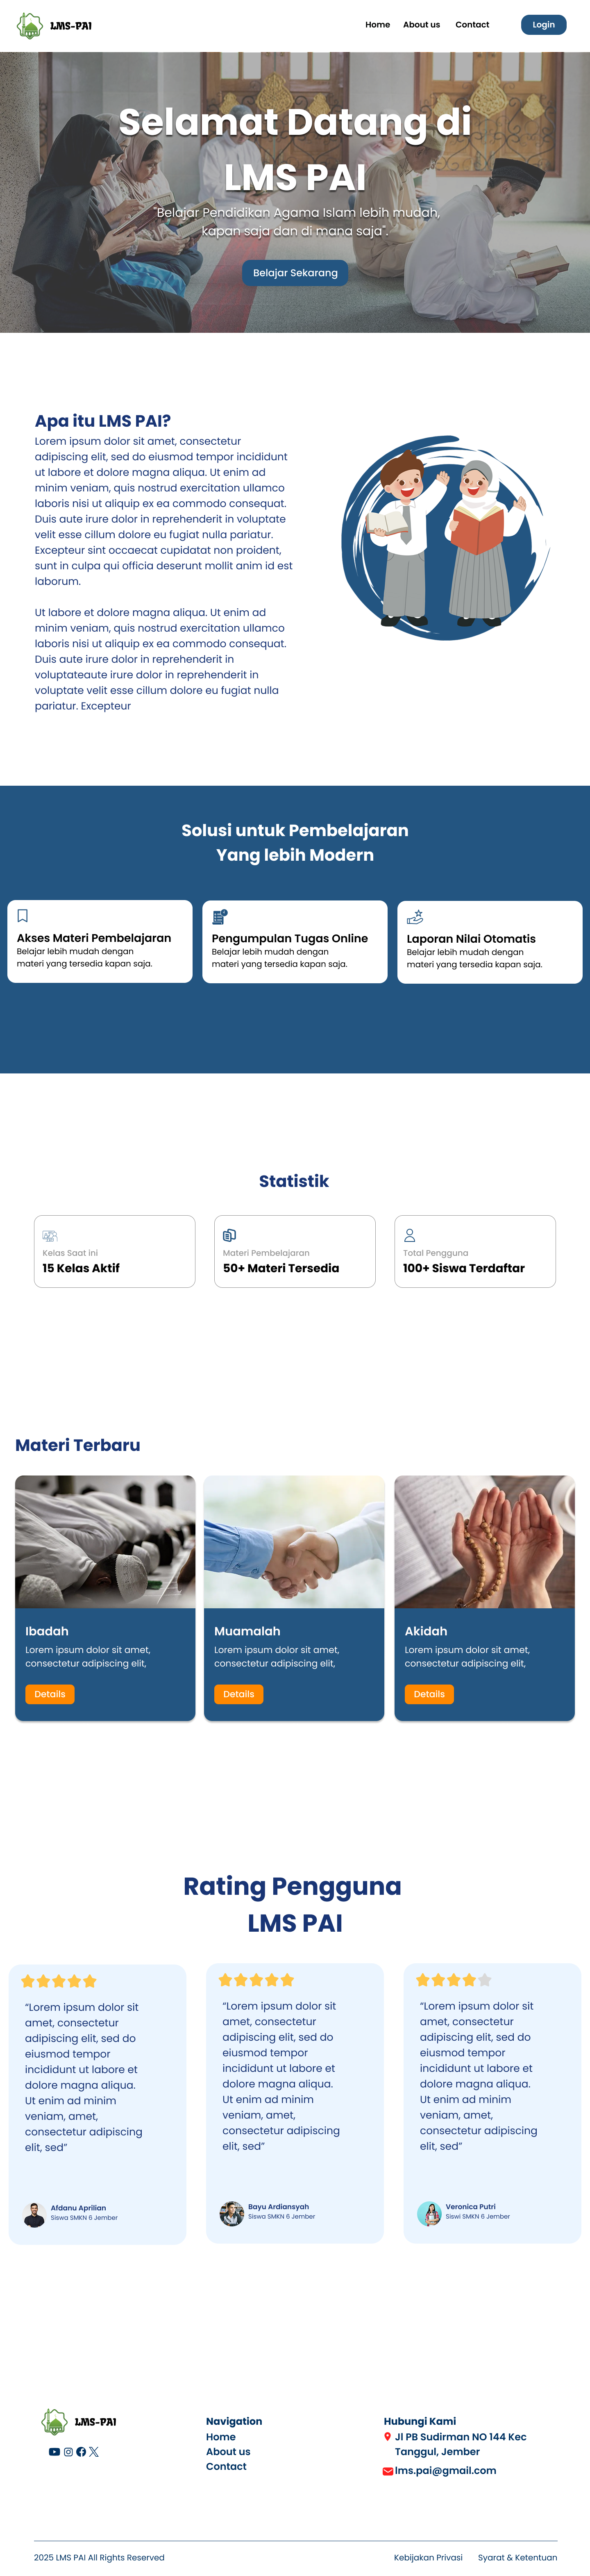 LMS-PAI
Home
About us
Contact
Login
Selamat Datang di
LMS PAI
"Belajar Pendidikan Agama Islam lebih mudah,
kapan saja dan di mana saja".
Belajar Sekarang
Apa itu LMS PAI?
Lorem ipsum dolor sit amet, consectetur
adipiscing elit, sed do eiusmod tempor incididunt
ut labore et dolore magna aliqua. Ut enim ad
minim veniam, quis nostrud exercitation ullamco
laboris nisi ut aliquip ex ea commodo consequat.
Duis aute irure dolor in reprehenderit in voluptate
velit esse cillum dolore eu fugiat nulla pariatur.
Excepteur sint occaecat cupidatat non proident,
sunt in culpa qui officia deserunt mollit anim id est
laborum.
Ut labore et dolore magna aliqua. Ut enim ad
minim veniam, quis nostrud exercitation ullamco
laboris nisi ut aliquip ex ea commodo consequat.
Duis aute irure dolor in reprehenderit in
voluptateaute irure dolor in reprehenderit in
voluptate velit esse cillum dolore eu fugiat nulla
pariatur. Excepteur
Solusi untuk Pembelajaran
Yang lebih Modern
Akses Materi Pembelajaran
Belajar lebih mudah dengan
materi yang tersedia kapan saja.
Pengumpulan Tugas Online
Belajar lebih mudah dengan
materi yang tersedia kapan saja.
Laporan Nilai Otomatis
Belajar lebih mudah dengan
materi yang tersedia kapan saja.
Statistik
Kelas Saat ini
15 Kelas Aktif
Materi Pembelajaran
50+ Materi Tersedia
Total Pengguna
100+ Siswa Terdaftar
Materi Terbaru
Ibadah
Lorem ipsum dolor sit amet,
consectetur adipiscing elit,
Details
Muamalah
Lorem ipsum dolor sit amet,
consectetur adipiscing elit,
Details
Akidah
Lorem ipsum dolor sit amet,
consectetur adipiscing elit,
Details
Rating Pengguna
LMS PAI
“Lorem ipsum dolor sit
amet, consectetur
adipiscing elit, sed do
eiusmod tempor
incididunt ut labore et
dolore magna aliqua.
Ut enim ad minim
veniam, amet,
consectetur adipiscing
elit, sed”
Afdanu Aprilian
Siswa SMKN 6 Jember
“Lorem ipsum dolor sit
amet, consectetur
adipiscing elit, sed do
eiusmod tempor
incididunt ut labore et
dolore magna aliqua.
Ut enim ad minim
veniam, amet,
consectetur adipiscing
elit, sed”
Bayu Ardiansyah
Siswa SMKN 6 Jember
“Lorem ipsum dolor sit
amet, consectetur
adipiscing elit, sed do
eiusmod tempor
incididunt ut labore et
dolore magna aliqua.
Ut enim ad minim
veniam, amet,
consectetur adipiscing
elit, sed”
Veronica Putri
Siswi SMKN 6 Jember
LMS-PAI
Navigation
Home
About us
Contact
Hubungi Kami
Jl PB Sudirman NO 144 Kec
Tanggul, Jember
lms.pai@gmail.com
2025 LMS PAI All Rights Reserved
Kebijakan Privasi
Syarat & Ketentuan